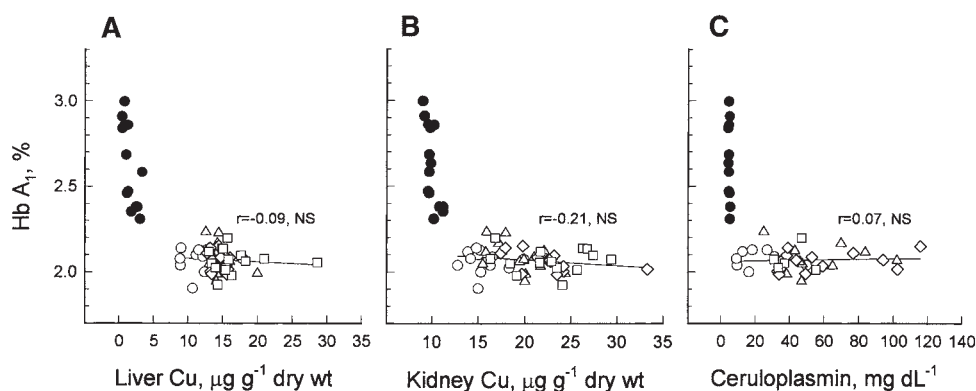 A
B
C
Hb A₁, %
3.0
2.5
2.0
r=-0.09, NS
r=-0.21, NS
r=0.07, NS
0 5 10 15 20 25 30 35
10 15 20 25 30 35
0 20 40 60 80 100 120 140
Liver Cu, μg g⁻¹ dry wt
Kidney Cu, μg g⁻¹ dry wt
Ceruloplasmin, mg dL⁻¹